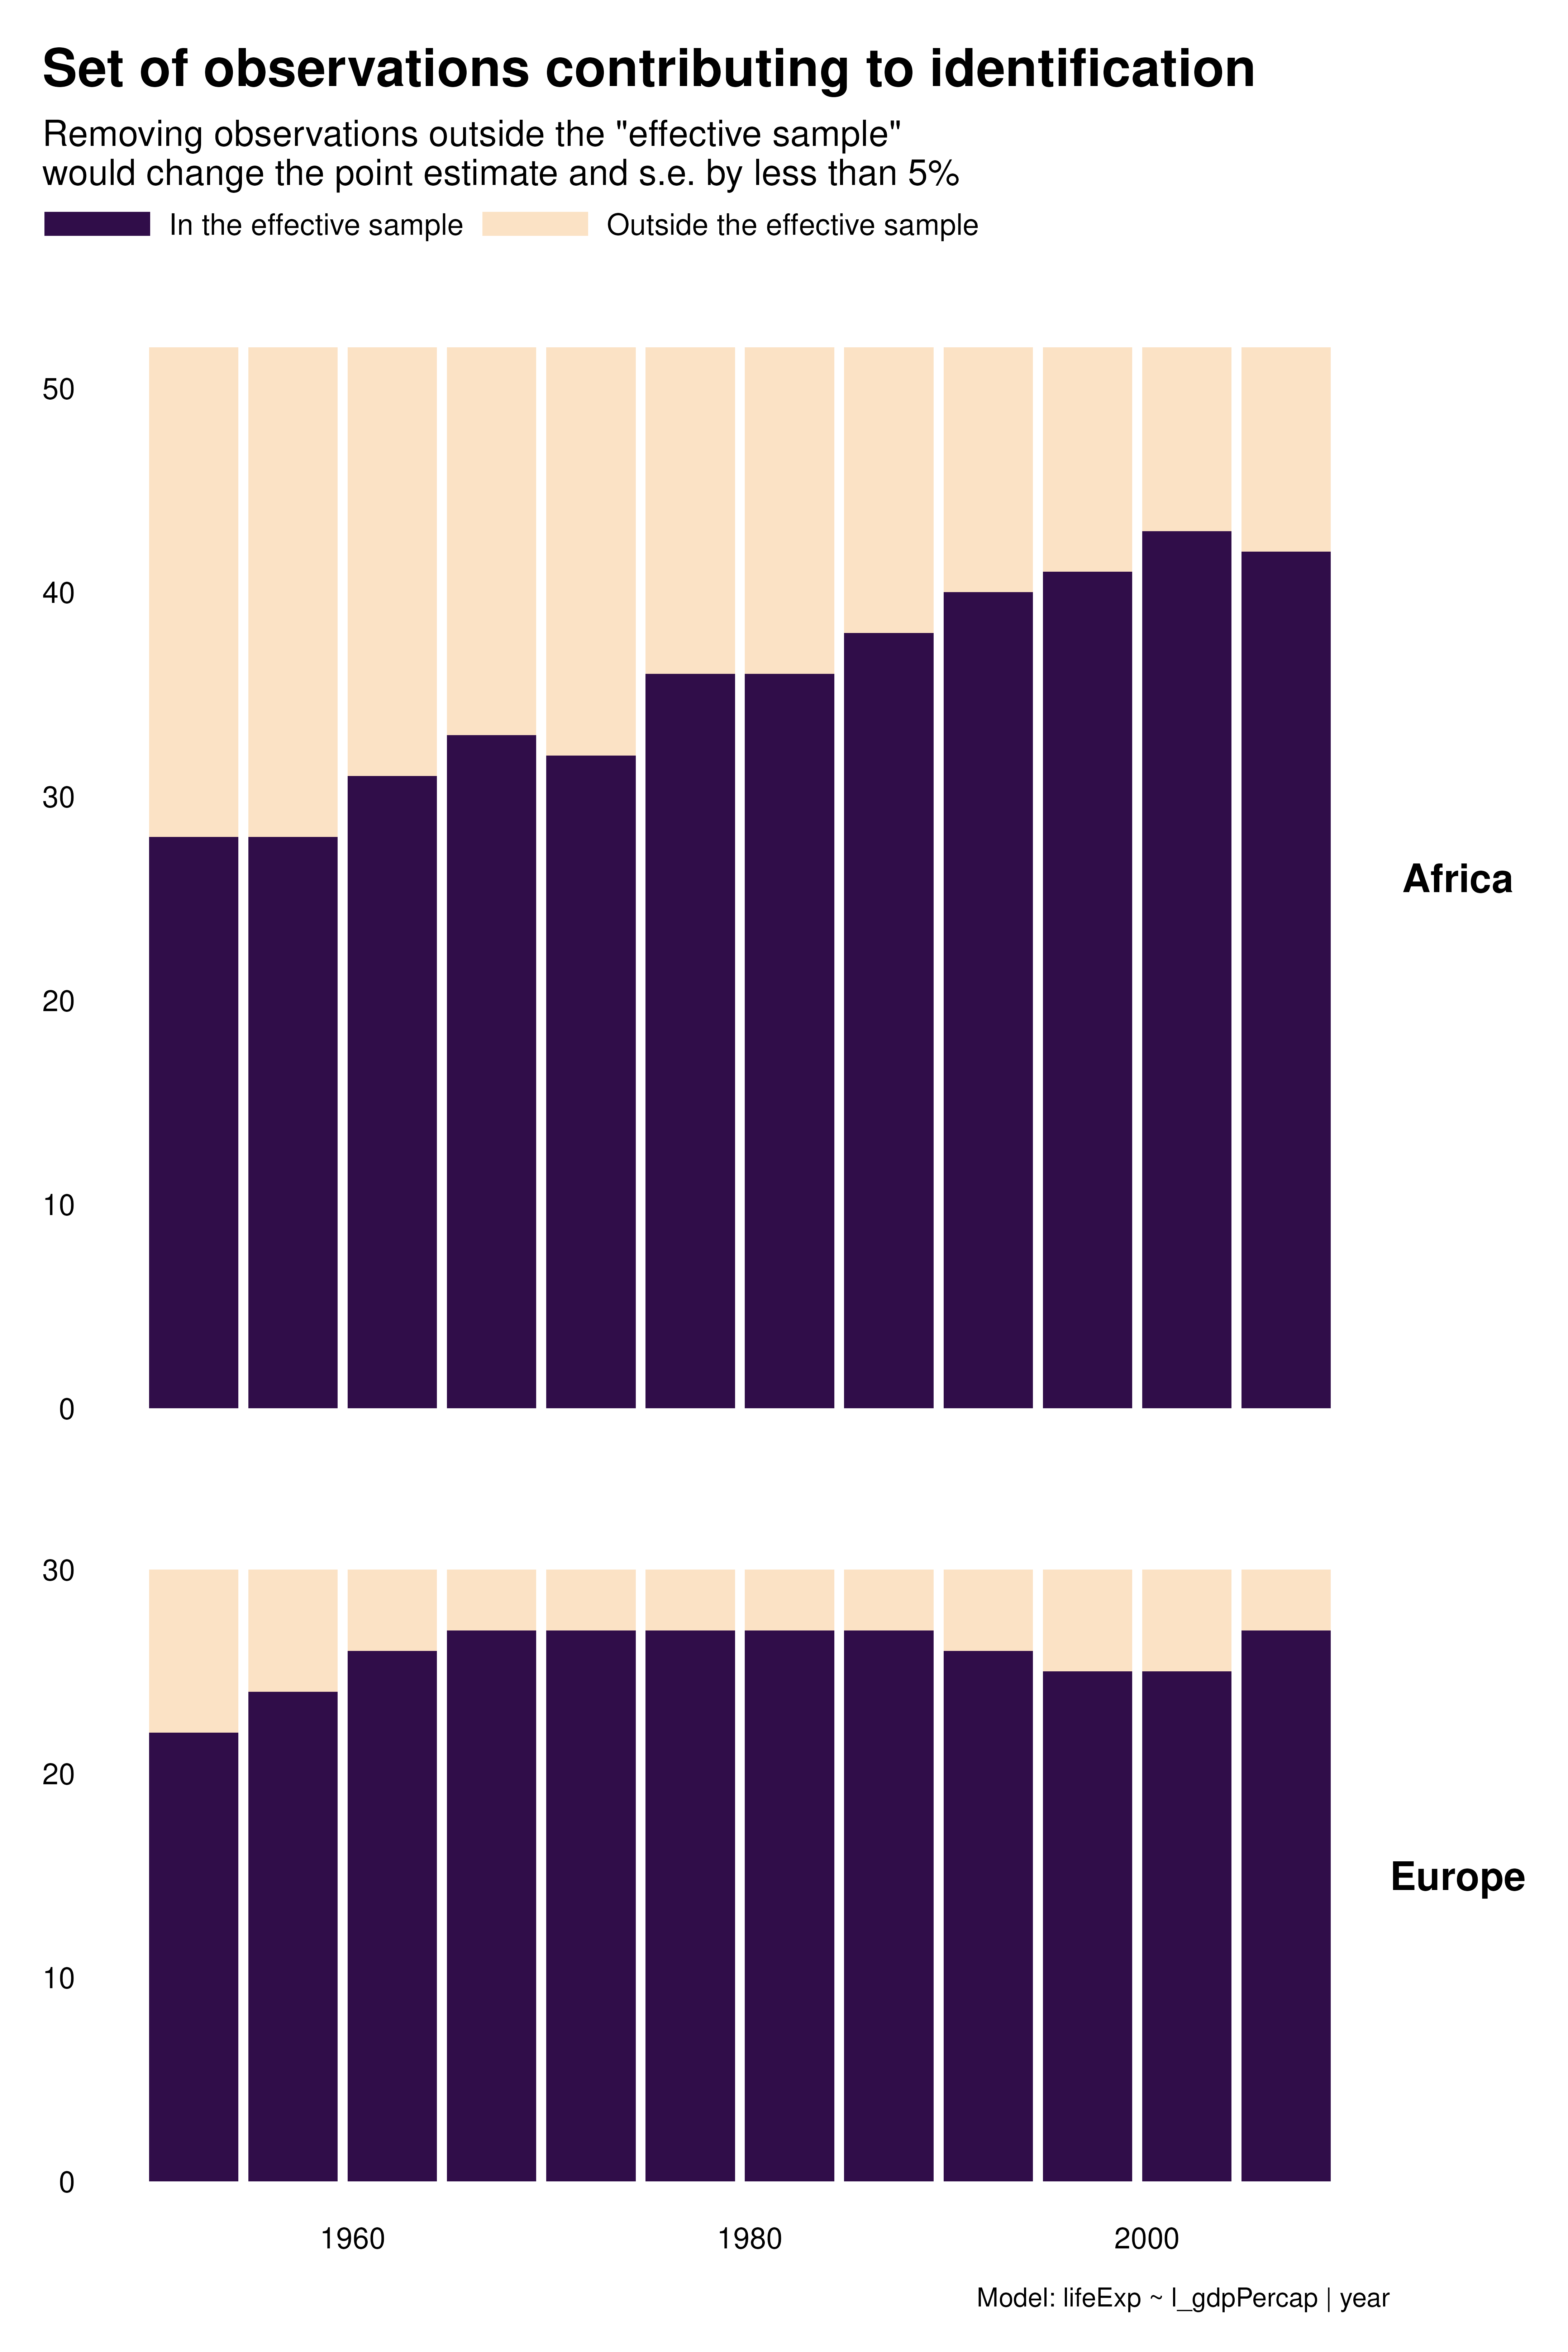 Set of observations contributing to identification
Removing observations outside the "effective sample"
would change the point estimate and s.e. by less than 5%
In the effective sample
Outside the effective sample
50
40
30
20
10
0
Africa
30
20
10
0
Europe
1960
1980
2000
Model: lifeExp ~ l_gdpPercap | year